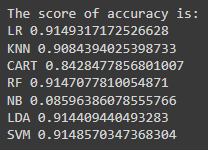 The score of accuracy is:
LR 0.9149317172526628
KNN 0.9084394025398733
CART 0.8428477856801007
RF 0.9147077810054871
NB 0.08596386078555766
LDA 0.914409440493283
SVM 0.9148570347368304